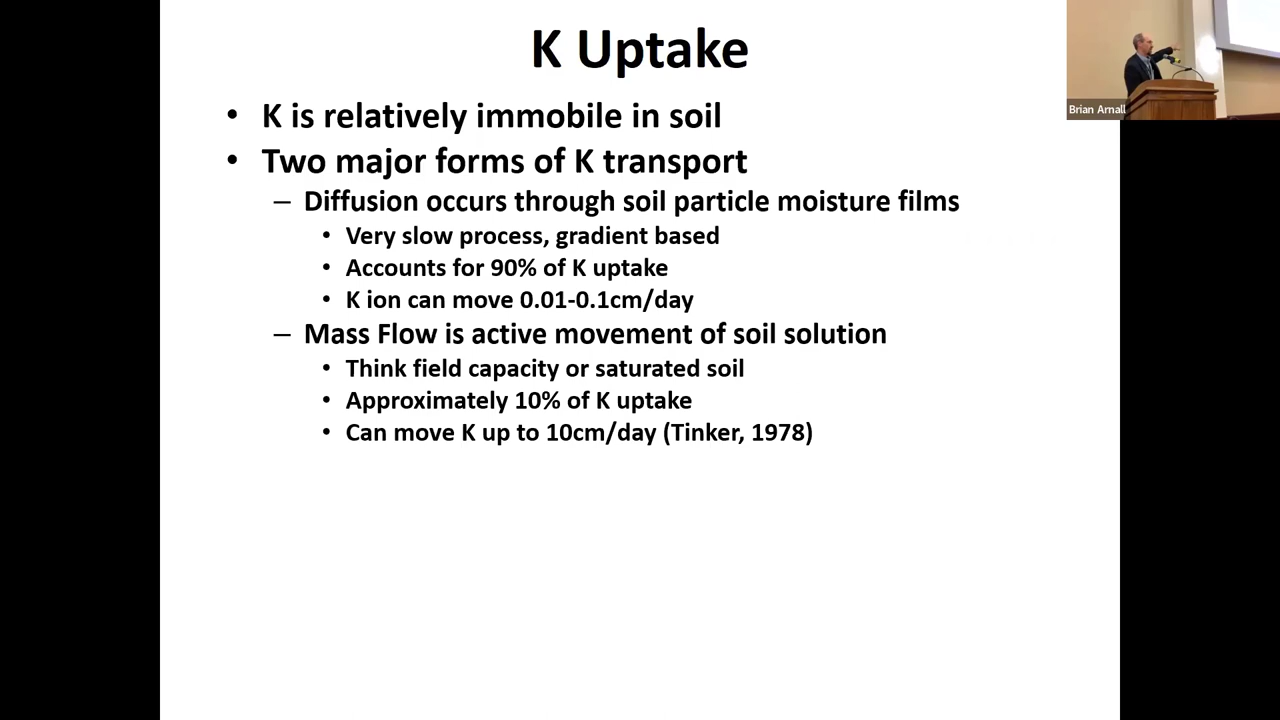 K Uptake
Brian Arnall
• K is relatively immobile in soil
• Two major forms of K transport
– Diffusion occurs through soil particle moisture films
• Very slow process, gradient based
• Accounts for 90% of K uptake
• K ion can move 0.01-0.1cm/day
– Mass Flow is active movement of soil solution
• Think field capacity or saturated soil
• Approximately 10% of K uptake
• Can move K up to 10cm/day (Tinker, 1978)